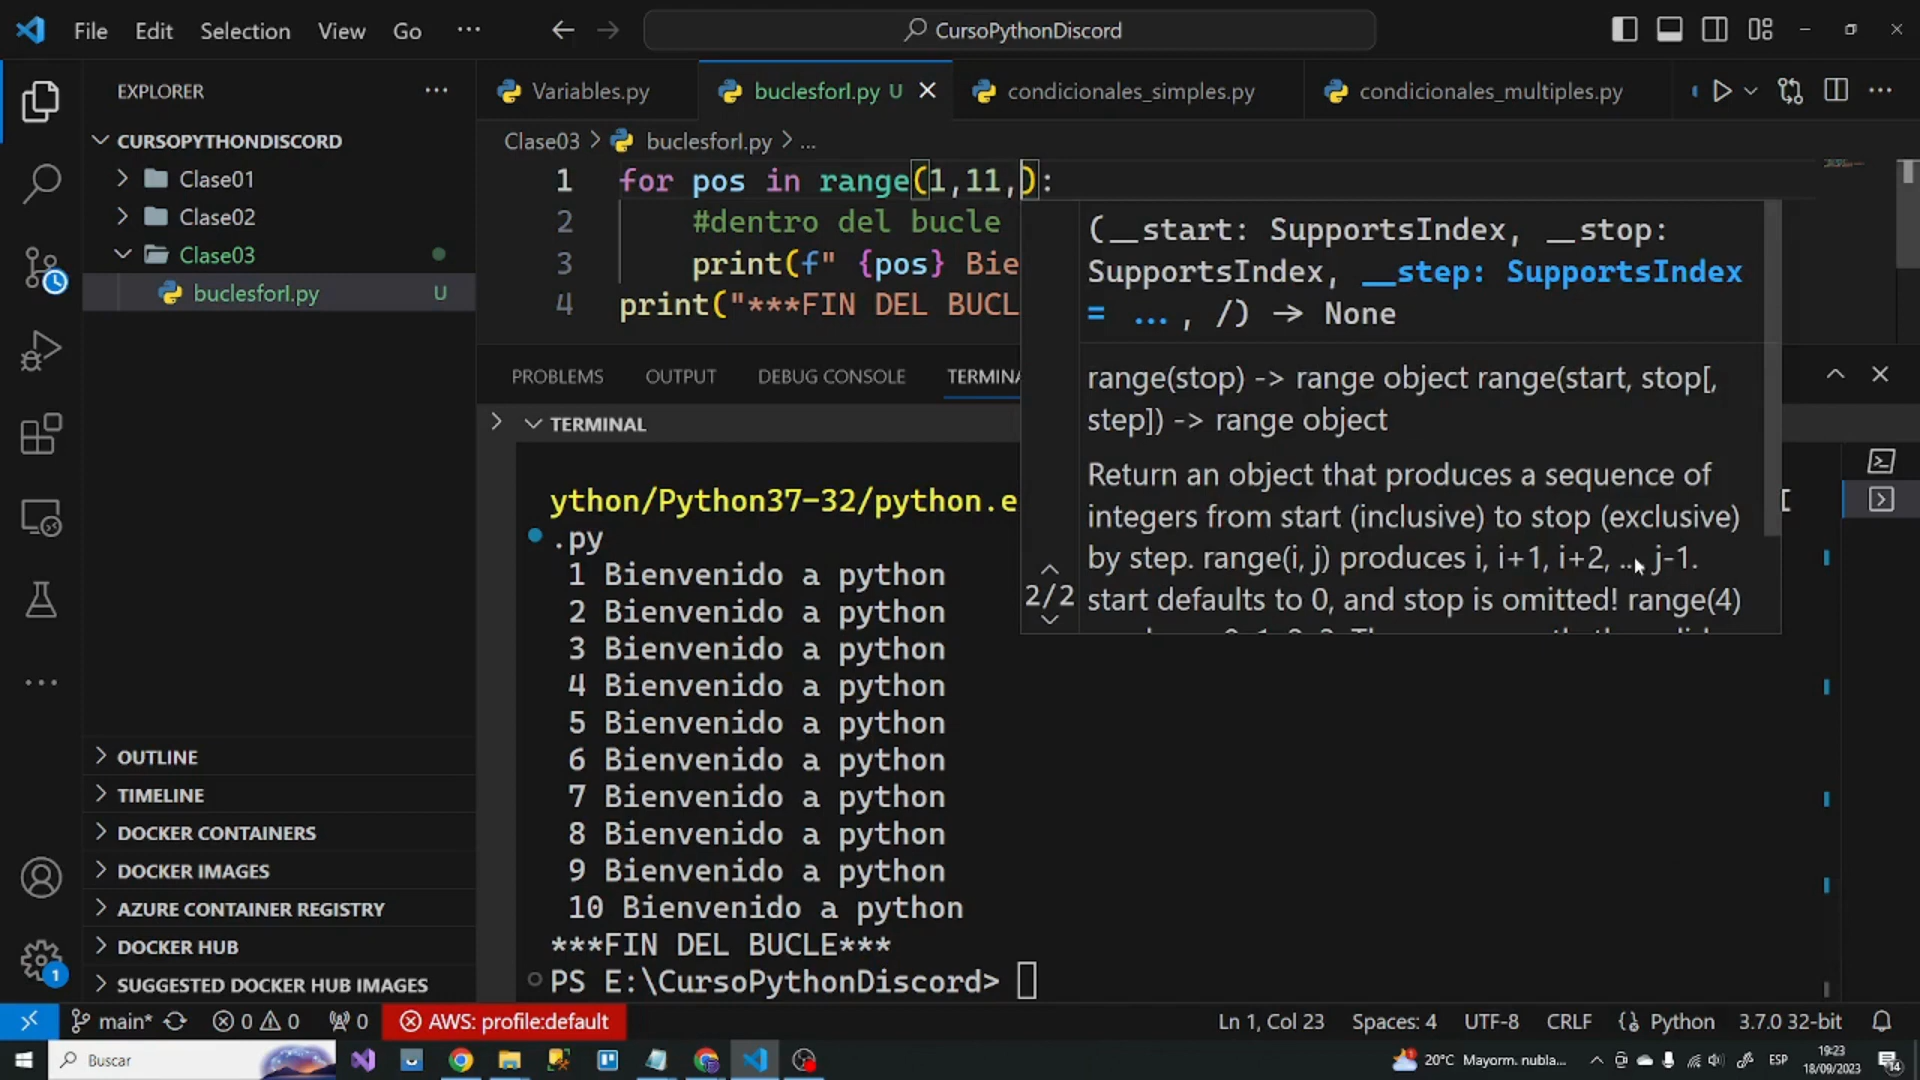 File Edit Selection View Go ··· CursoPythonDiscord
EXPLORER
CURSOPYTHONDISCORD
Clase01
Clase02
Clase03
buclesforI.py U
OUTLINE
TIMELINE
DOCKER CONTAINERS
DOCKER IMAGES
AZURE CONTAINER REGISTRY
DOCKER HUB
SUGGESTED DOCKER HUB IMAGES
1
Variables.py buclesforI.py U condicionales_simples.py condicionales_multiples.py
Clase03 > buclesforI.py > ...
1 for pos in range(1,11,):
2 #dentro del bucle
3 print(f" {pos} Bie
4 print("***FIN DEL BUCL
(__start: SupportsIndex, __stop:
SupportsIndex, __step: SupportsIndex
= ..., /) -> None
range(stop) -> range object range(start, stop[,
step]) -> range object
Return an object that produces a sequence of
integers from start (inclusive) to stop (exclusive)
by step. range(i, j) produces i, i+1, i+2, ... j-1.
start defaults to 0, and stop is omitted! range(4)
2/2
PROBLEMS OUTPUT DEBUG CONSOLE TERMINA
TERMINAL
ython/Python37-32/python.e
.py
1 Bienvenido a python
2 Bienvenido a python
3 Bienvenido a python
4 Bienvenido a python
5 Bienvenido a python
6 Bienvenido a python
7 Bienvenido a python
8 Bienvenido a python
9 Bienvenido a python
10 Bienvenido a python
***FIN DEL BUCLE***
PS E:\CursoPythonDiscord>
main* 0 0 0 AWS: profile:default Ln 1, Col 23 Spaces: 4 UTF-8 CRLF Python 3.7.0 32-bit
Buscar 20°C Mayorm. nubla... ESP 19:23
18/09/2023 14